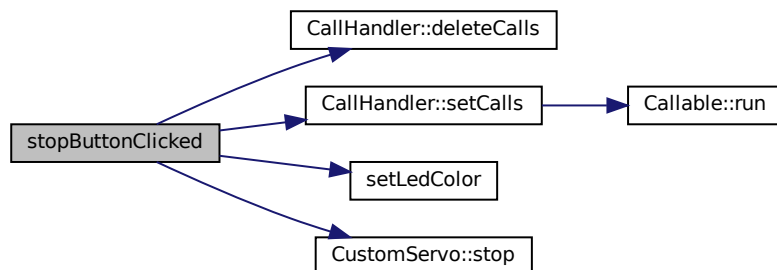 CallHandler::deleteCalls
CallHandler::setCalls
Callable::run
stopButtonClicked
setLedColor
CustomServo::stop